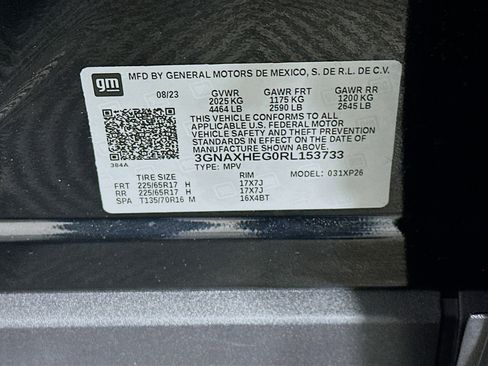 gm
MFD BY GENERAL MOTORS DE MEXICO, S. DE R.L. DE C.V.
08/23 GVWR GAWR FRT GAWR RR
2025 KG 1175 KG 1200 KG
4464 LB 2590 LB 2645 LB
THIS VEHICLE CONFORMS TO ALL
APPLICABLE U.S. FEDERAL MOTOR
VEHICLE SAFETY AND THEFT PREVENTION
STANDARDS IN EFFECT ON THE DATE OF
MANUFACTURE SHOWN ABOVE.
384A
3GNAXHEG0RL153733
TYPE: MPV MODEL: 031XP26
TIRE SIZE RIM
FRT 225/65R17 H 17X7J
RR 225/65R17 H 17X7J
SPA T135/70R16 M 16X4BT